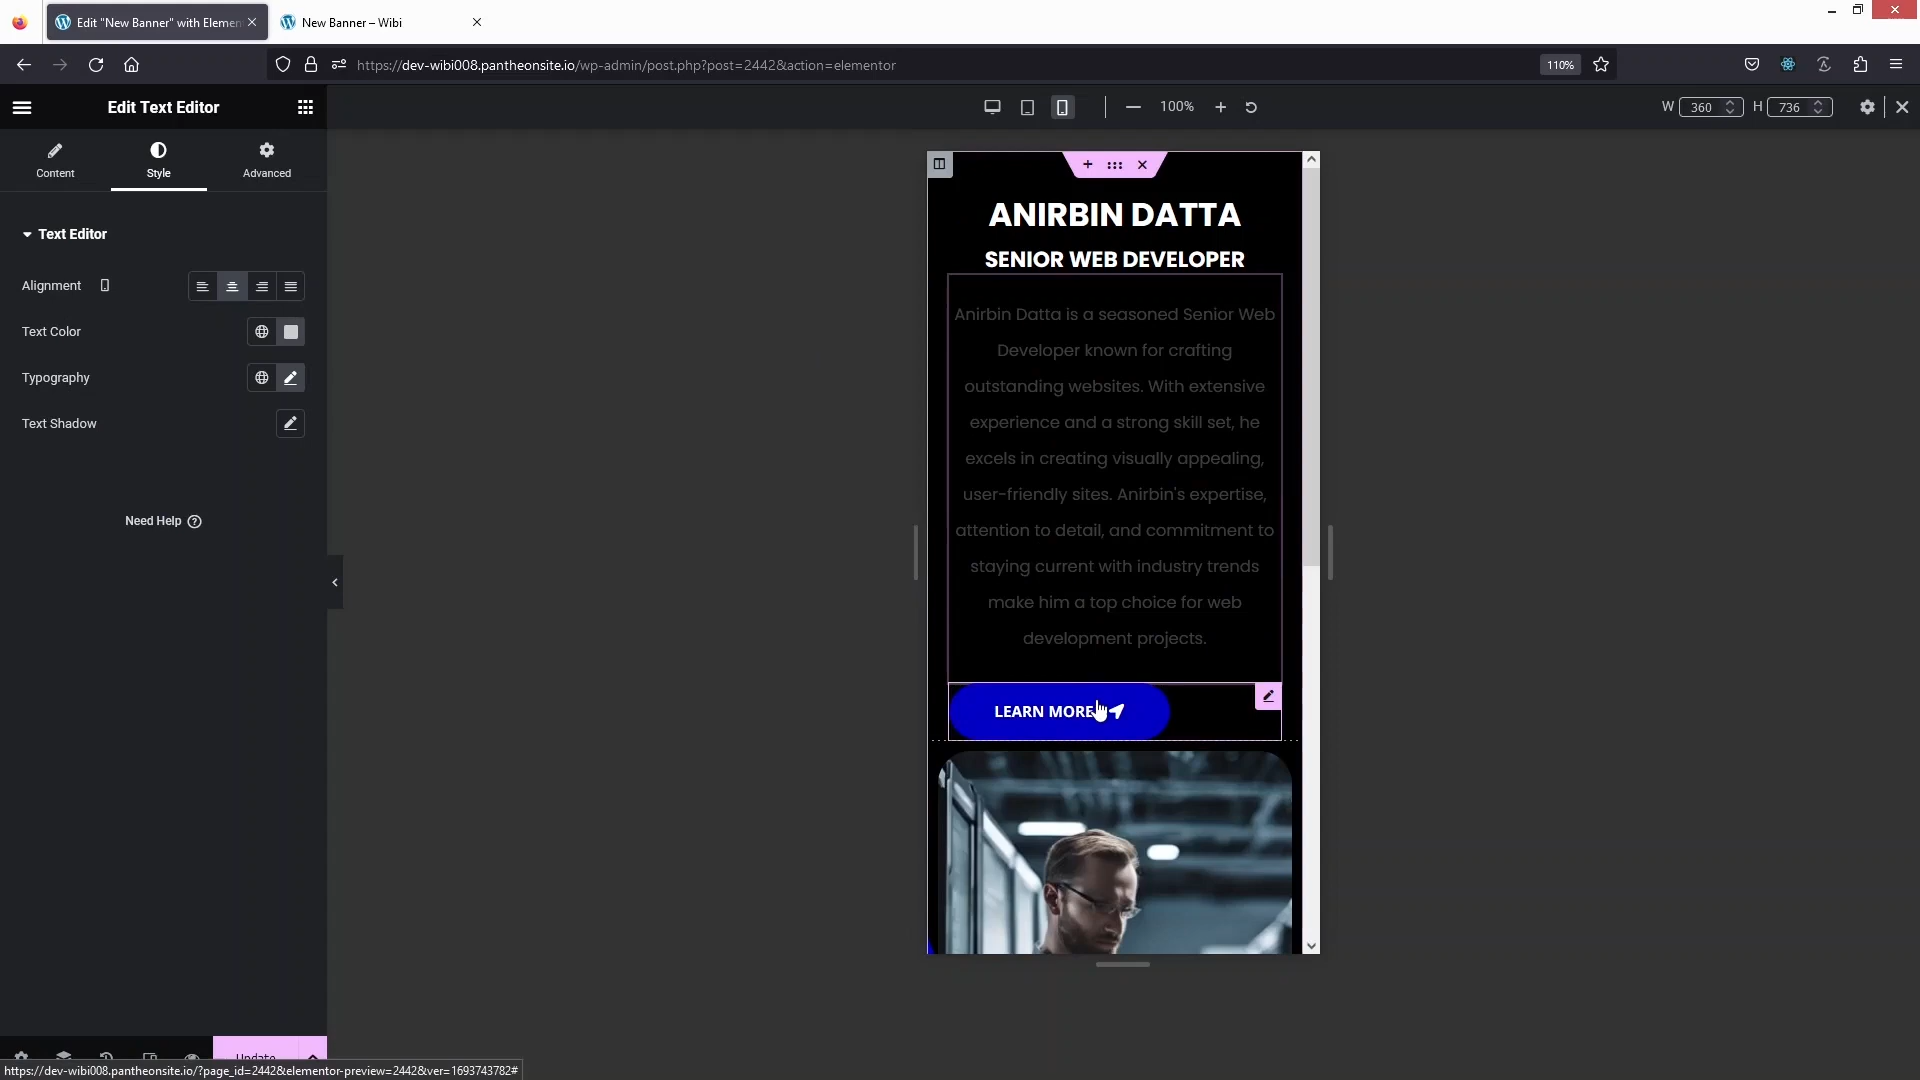 Edit "New Banner" with Elemen
New Banner – Wibi
https://dev-wibi008.pantheonsite.io/wp-admin/post.php?post=2442&action=elementor
110%
Edit Text Editor
100%
W 360 H 736
Content
Style
Advanced
Text Editor
Alignment
Text Color
Typography
Text Shadow
Need Help
ANIRBIN DATTA
SENIOR WEB DEVELOPER
Anirbin Datta is a seasoned Senior Web
Developer known for crafting
outstanding websites. With extensive
experience and a strong skill set, he
excels in creating visually appealing,
user-friendly sites. Anirbin's expertise,
attention to detail, and commitment to
staying current with industry trends
make him a top choice for web
development projects.
LEARN MORE
Update
https://dev-wibi008.pantheonsite.io/?page_id=2442&elementor-preview=2442&ver=1693743782#